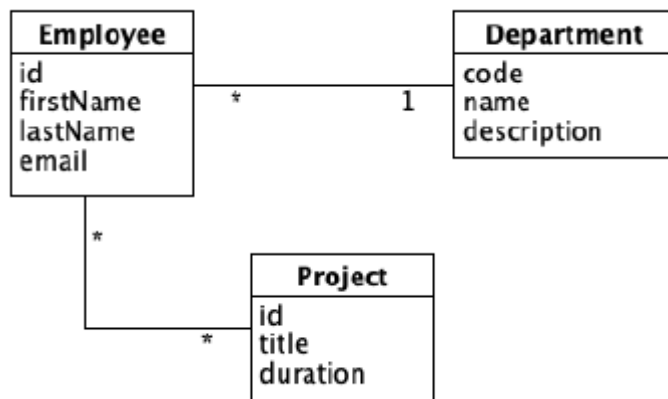 Employee
id
firstName
lastName
email
*
1
Department
code
name
description
*
*
Project
id
title
duration